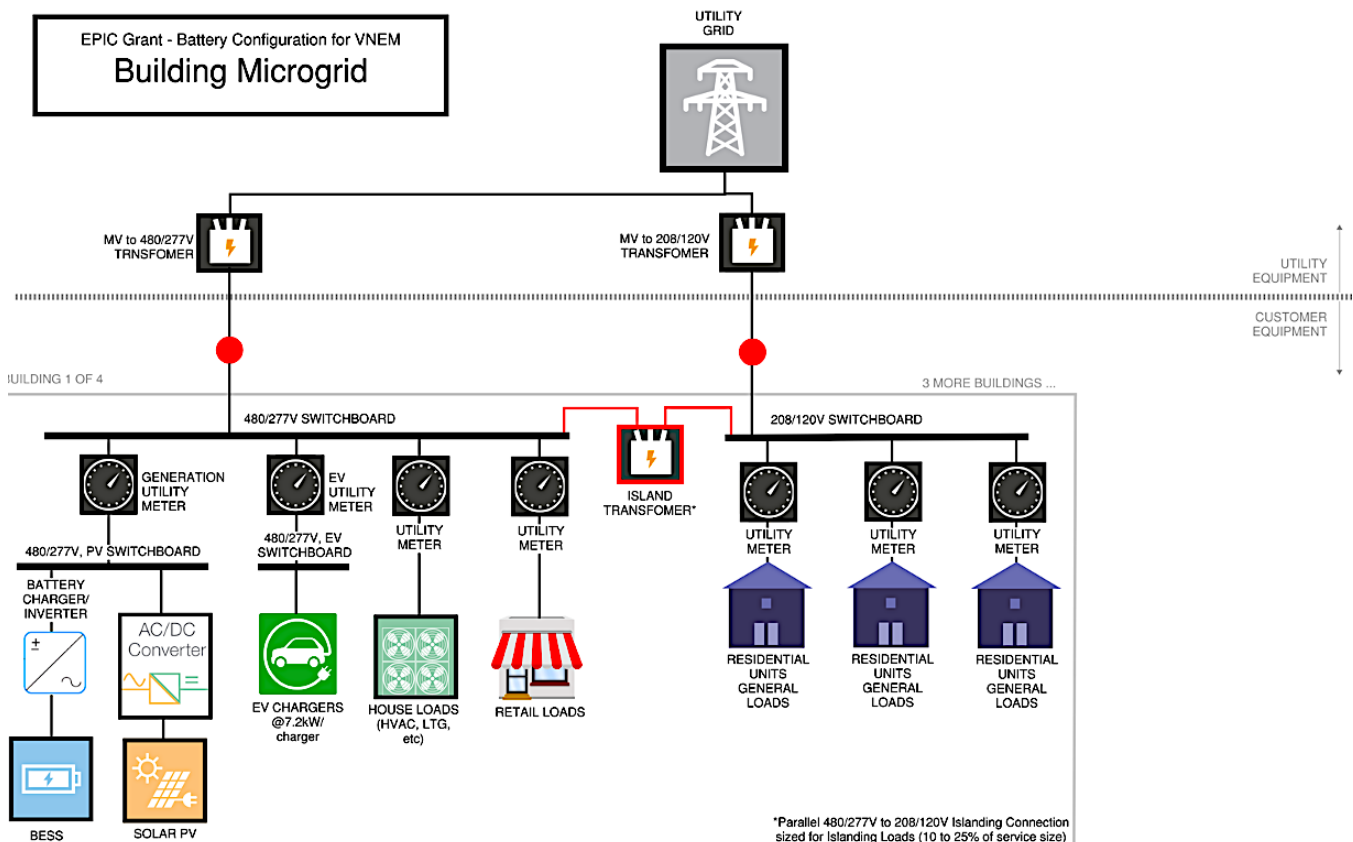 EPIC Grant - Battery Configuration for VNEM
Building Microgrid
UTILITY
GRID
MV to 480/277V
TRNSFOMER
MV to 208/120V
TRANSFOMER
UTILITY
EQUIPMENT
CUSTOMER
EQUIPMENT
BUILDING 1 OF 4
3 MORE BUILDINGS ...
480/277V SWITCHBOARD
208/120V SWITCHBOARD
GENERATION
UTILITY
METER
EV
UTILITY
METER
UTILITY
METER
UTILITY
METER
ISLAND
TRANSFOMER*
UTILITY
METER
UTILITY
METER
UTILITY
METER
480/277V, PV SWITCHBOARD
480/277V, EV
SWITCHBOARD
BATTERY
CHARGER/
INVERTER
AC/DC
Converter
EV CHARGERS
@7.2kW/
charger
HOUSE LOADS
(HVAC, LTG,
etc)
RETAIL LOADS
RESIDENTIAL
UNITS
GENERAL
LOADS
RESIDENTIAL
UNITS
GENERAL
LOADS
RESIDENTIAL
UNITS
GENERAL
LOADS
BESS
SOLAR PV
*Parallel 480/277V to 208/120V Islanding Connection
sized for Islanding Loads (10 to 25% of service size)